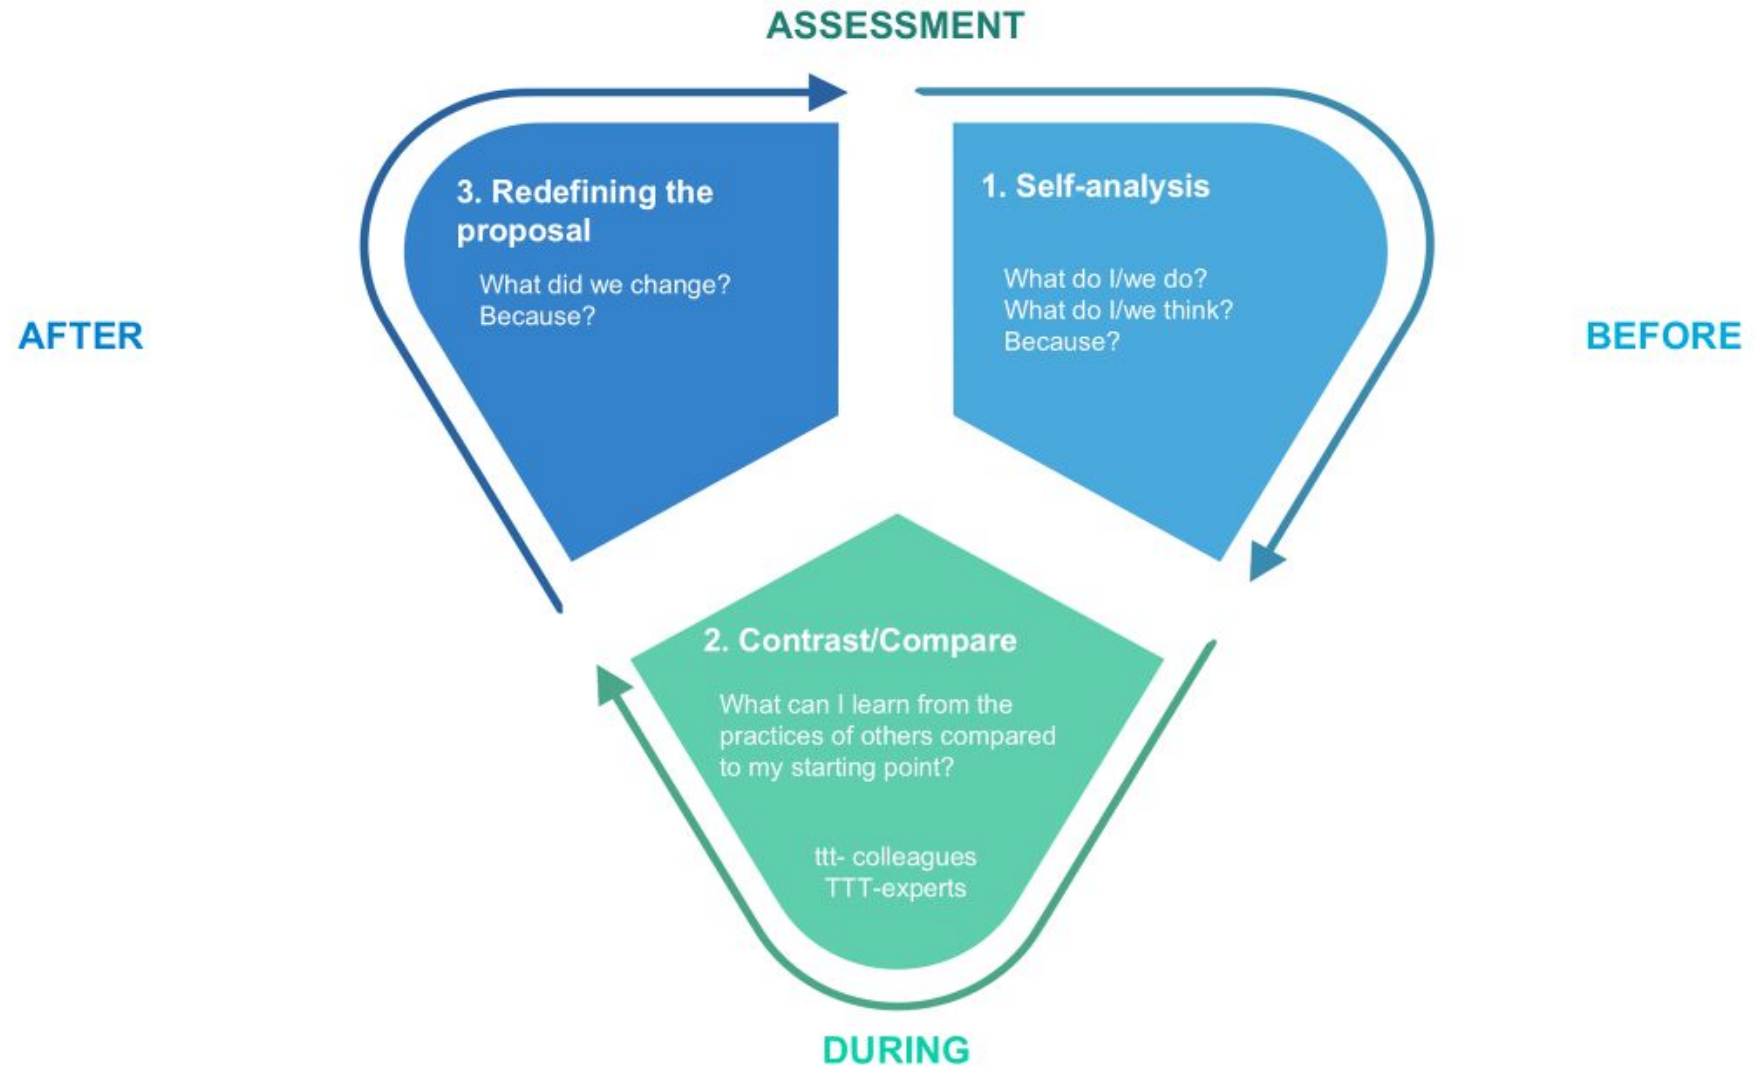 ASSESSMENT
3. Redefining the
proposal
What did we change?
Because?
1. Self-analysis
What do I/we do?
What do I/we think?
Because?
AFTER
BEFORE
2. Contrast/Compare
What can I learn from the
practices of others compared
to my starting point?
ttt- colleagues
TTT-experts
DURING